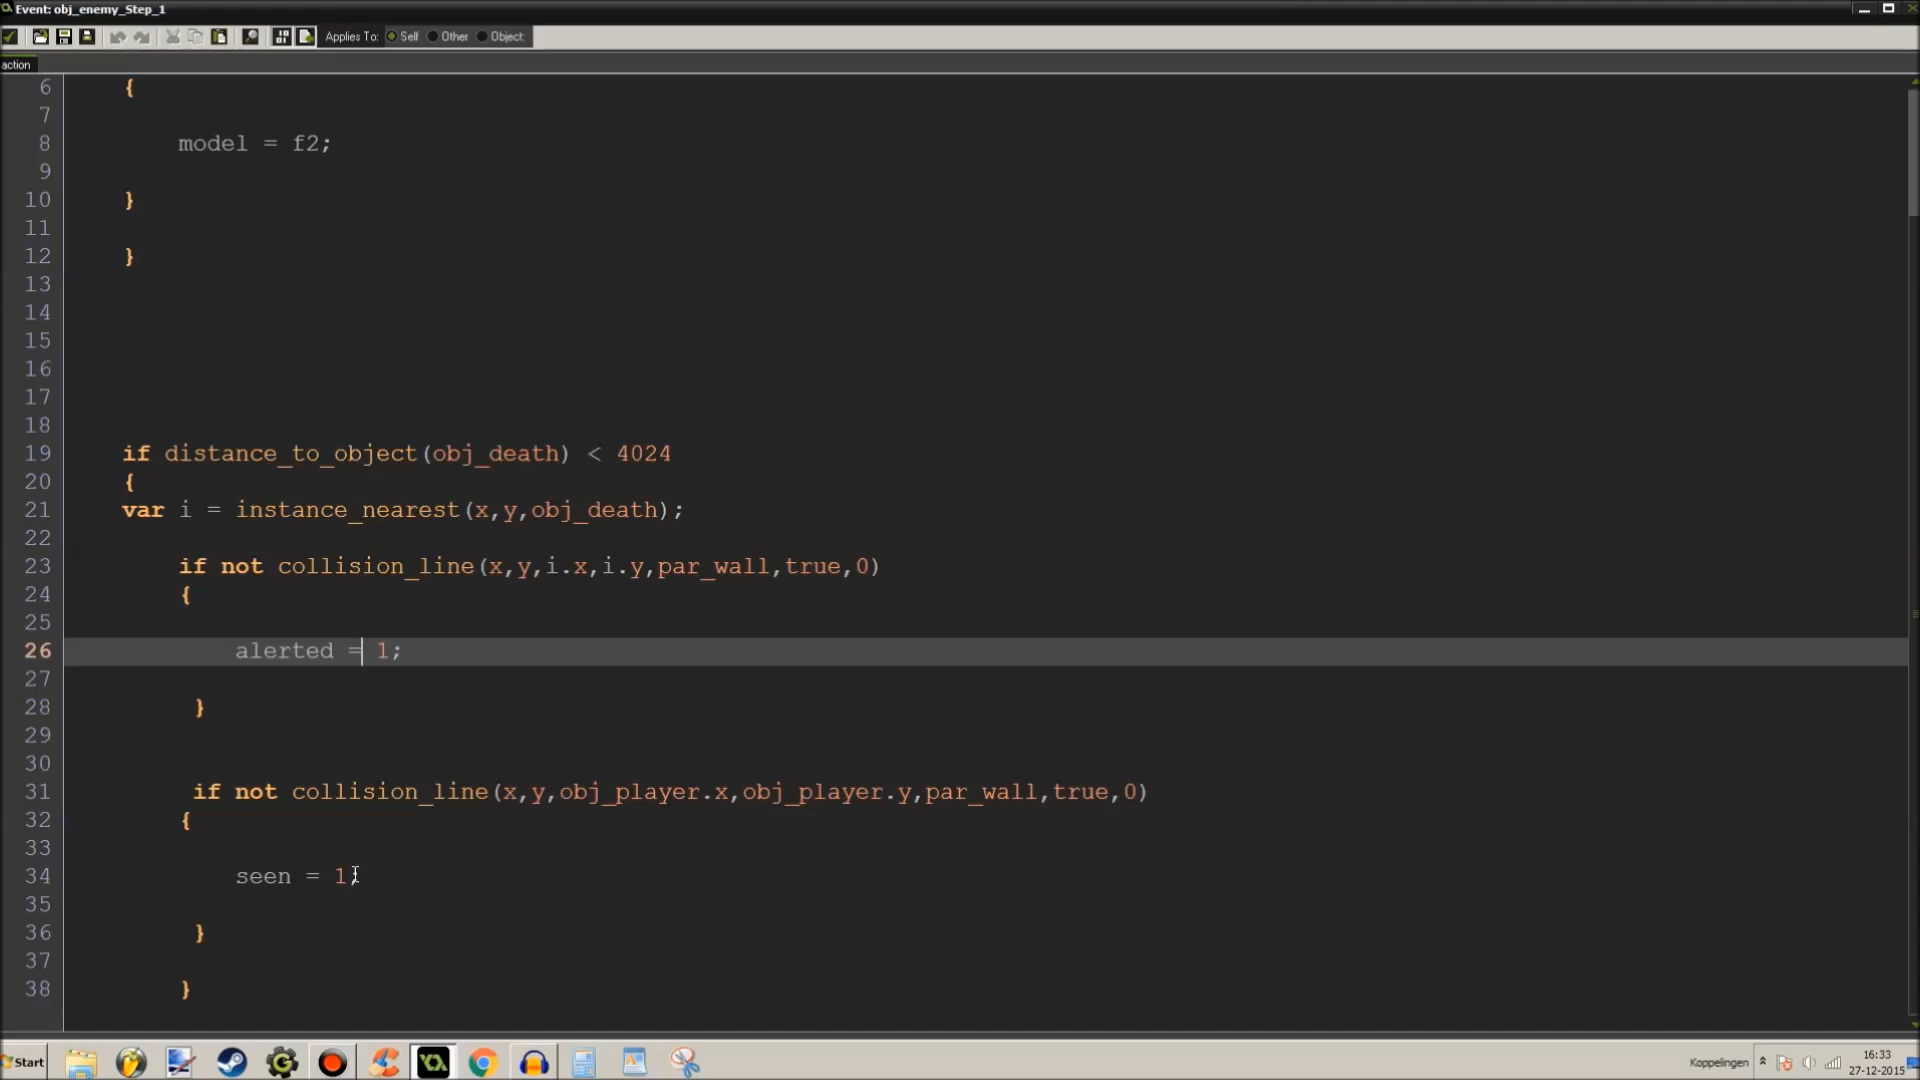 Event: obj_enemy_Step_1
Applies To: Self Other Object:
action
6 {
7
8 model = f2;
9
10 }
11
12 }
13
14
15
16
17
18
19 if distance_to_object(obj_death) < 4024
20 {
21 var i = instance_nearest(x,y,obj_death);
22
23 if not collision_line(x,y,i.x,i.y,par_wall,true,0)
24 {
25
26 alerted = 1;
27
28 }
29
30
31 if not collision_line(x,y,obj_player.x,obj_player.y,par_wall,true,0)
32 {
33
34 seen = 1;
35
36 }
37
38 }
Start
Koppelingen
16:33
27-12-2015